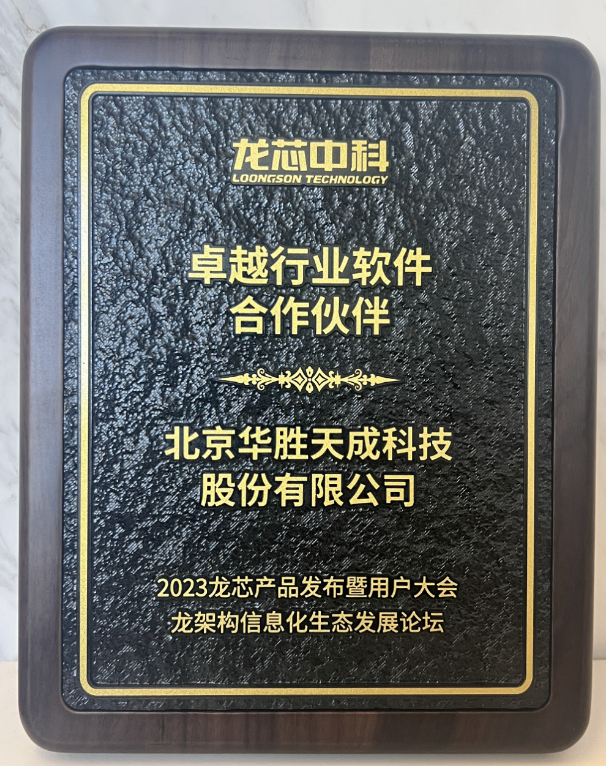 龙芯中科
LOONGSON TECHNOLOGY
卓越行业软件
合作伙伴
北京华胜天成科技
股份有限公司
2023龙芯产品发布暨用户大会
龙架构信息化生态发展论坛